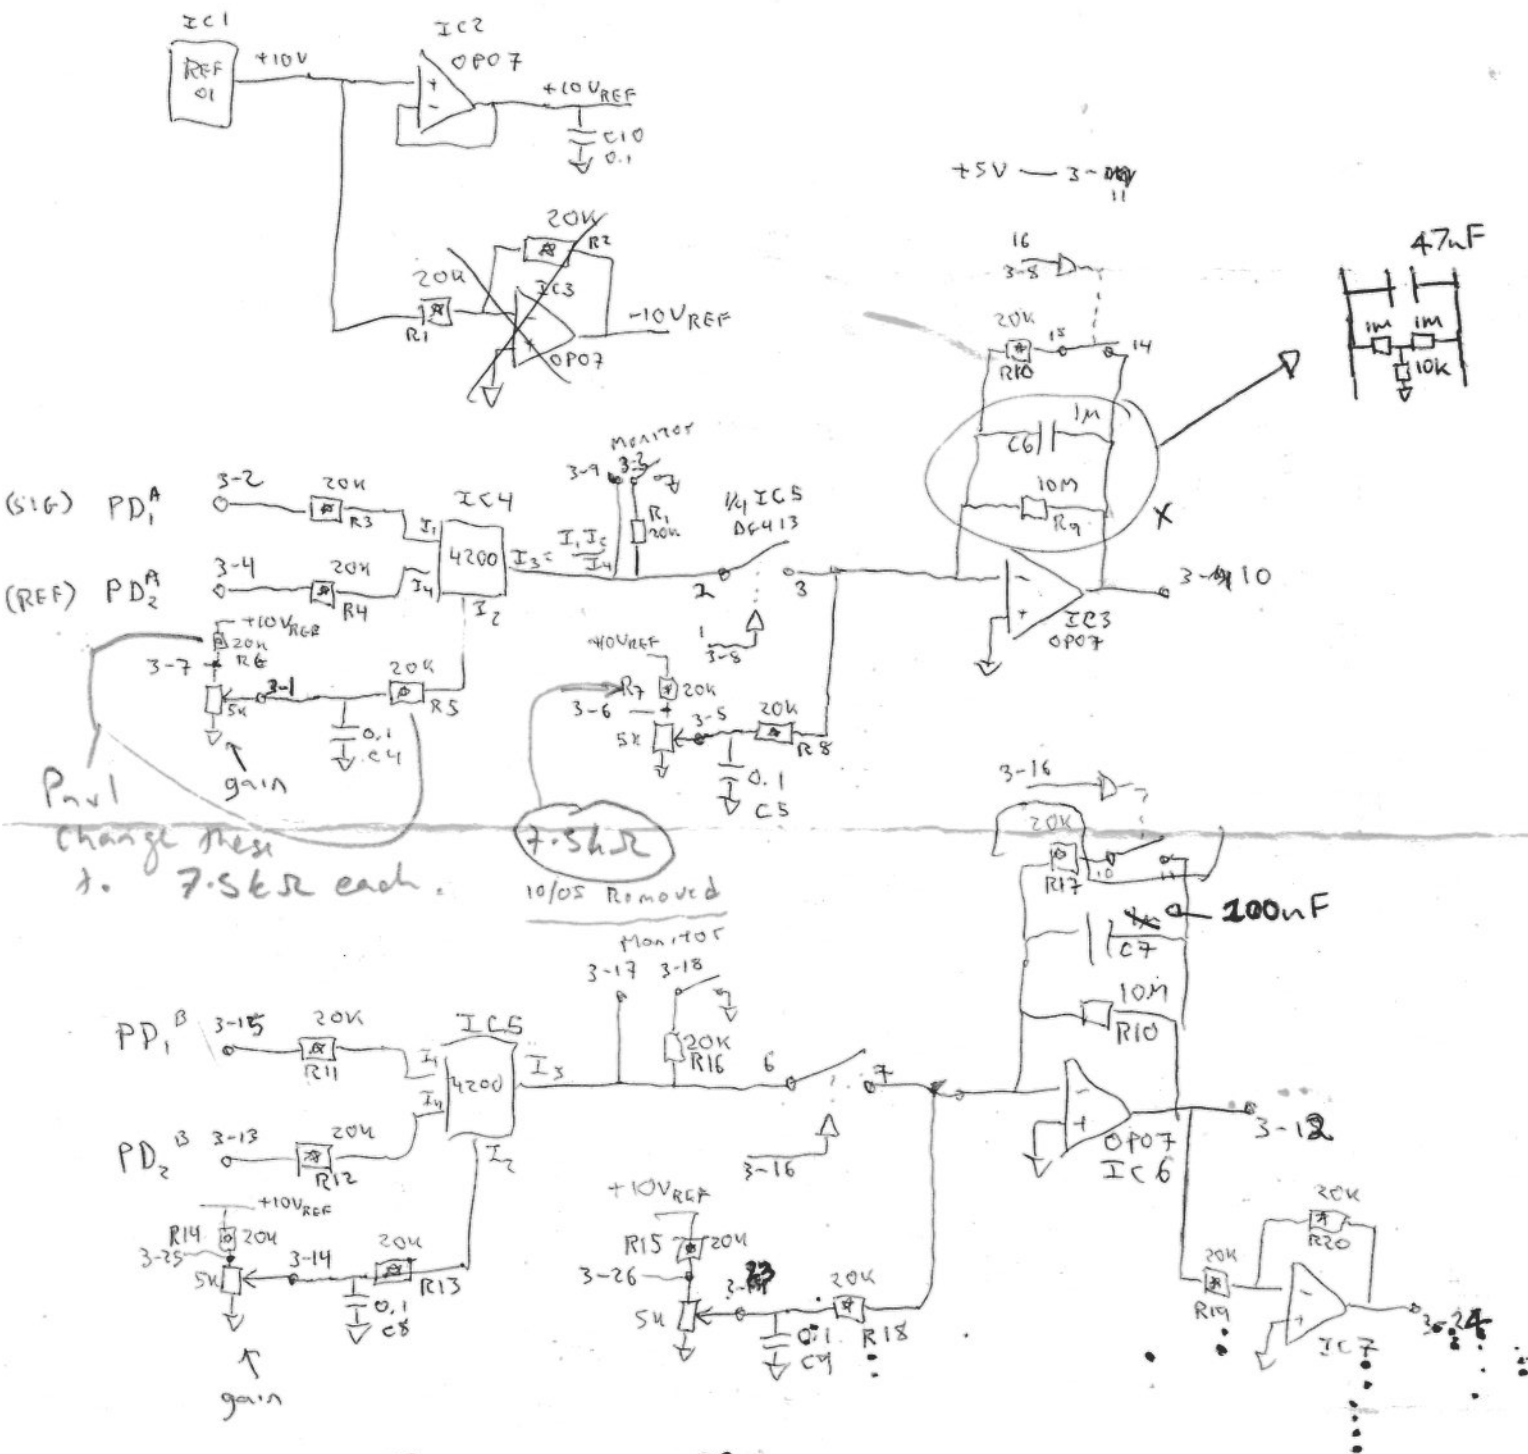 IC1
REF
01
+10V
IC2
OP07
+10VREF
C10
0.1
20K
R2
20K
R1
IC3
OP07
-10VREF
+5V — 3-
11
16
3-8
20K
R10
15
14
1M
C6
10M
R9
X
47nF
1M
1M
10K
(SIG) PD1A
3-2
20K
R3
(REF) PD2A
3-4
20K
R4
IC4
4200
I1
I4
I2
I3= I1I2
I4
Monitor
3-9 3-3
R1
20K
1/4 IC5
DG413
2
3
1
3-8
IC3
OP07
3-10
+10VREF
20K
R6
3-7
5K
3-1
20K
R5
0.1
C4
gain
+10VREF
R7
20K
3-6
5K
3-5
20K
R8
0.1
C5
Paul
Change these
to 7.5kΩ each.
7.5kΩ
10/05 Removed
Monitor
3-17 3-18
3-16
20K
R17
10
11
100nF
C7
10M
R10
PD1B
3-15
20K
R11
PD2B
3-13
20K
R12
IC5
4200
I1
I4
I2
I3
20K
R16
6
7
3-16
OP07
IC6
3-12
+10VREF
R14
20K
3-25
5K
3-14
20K
R13
0.1
C8
gain
+10VREF
R15
20K
3-26
5K
3-23
20K
R18
0.1
C9
20K
R19
20K
R20
IC7
3-24